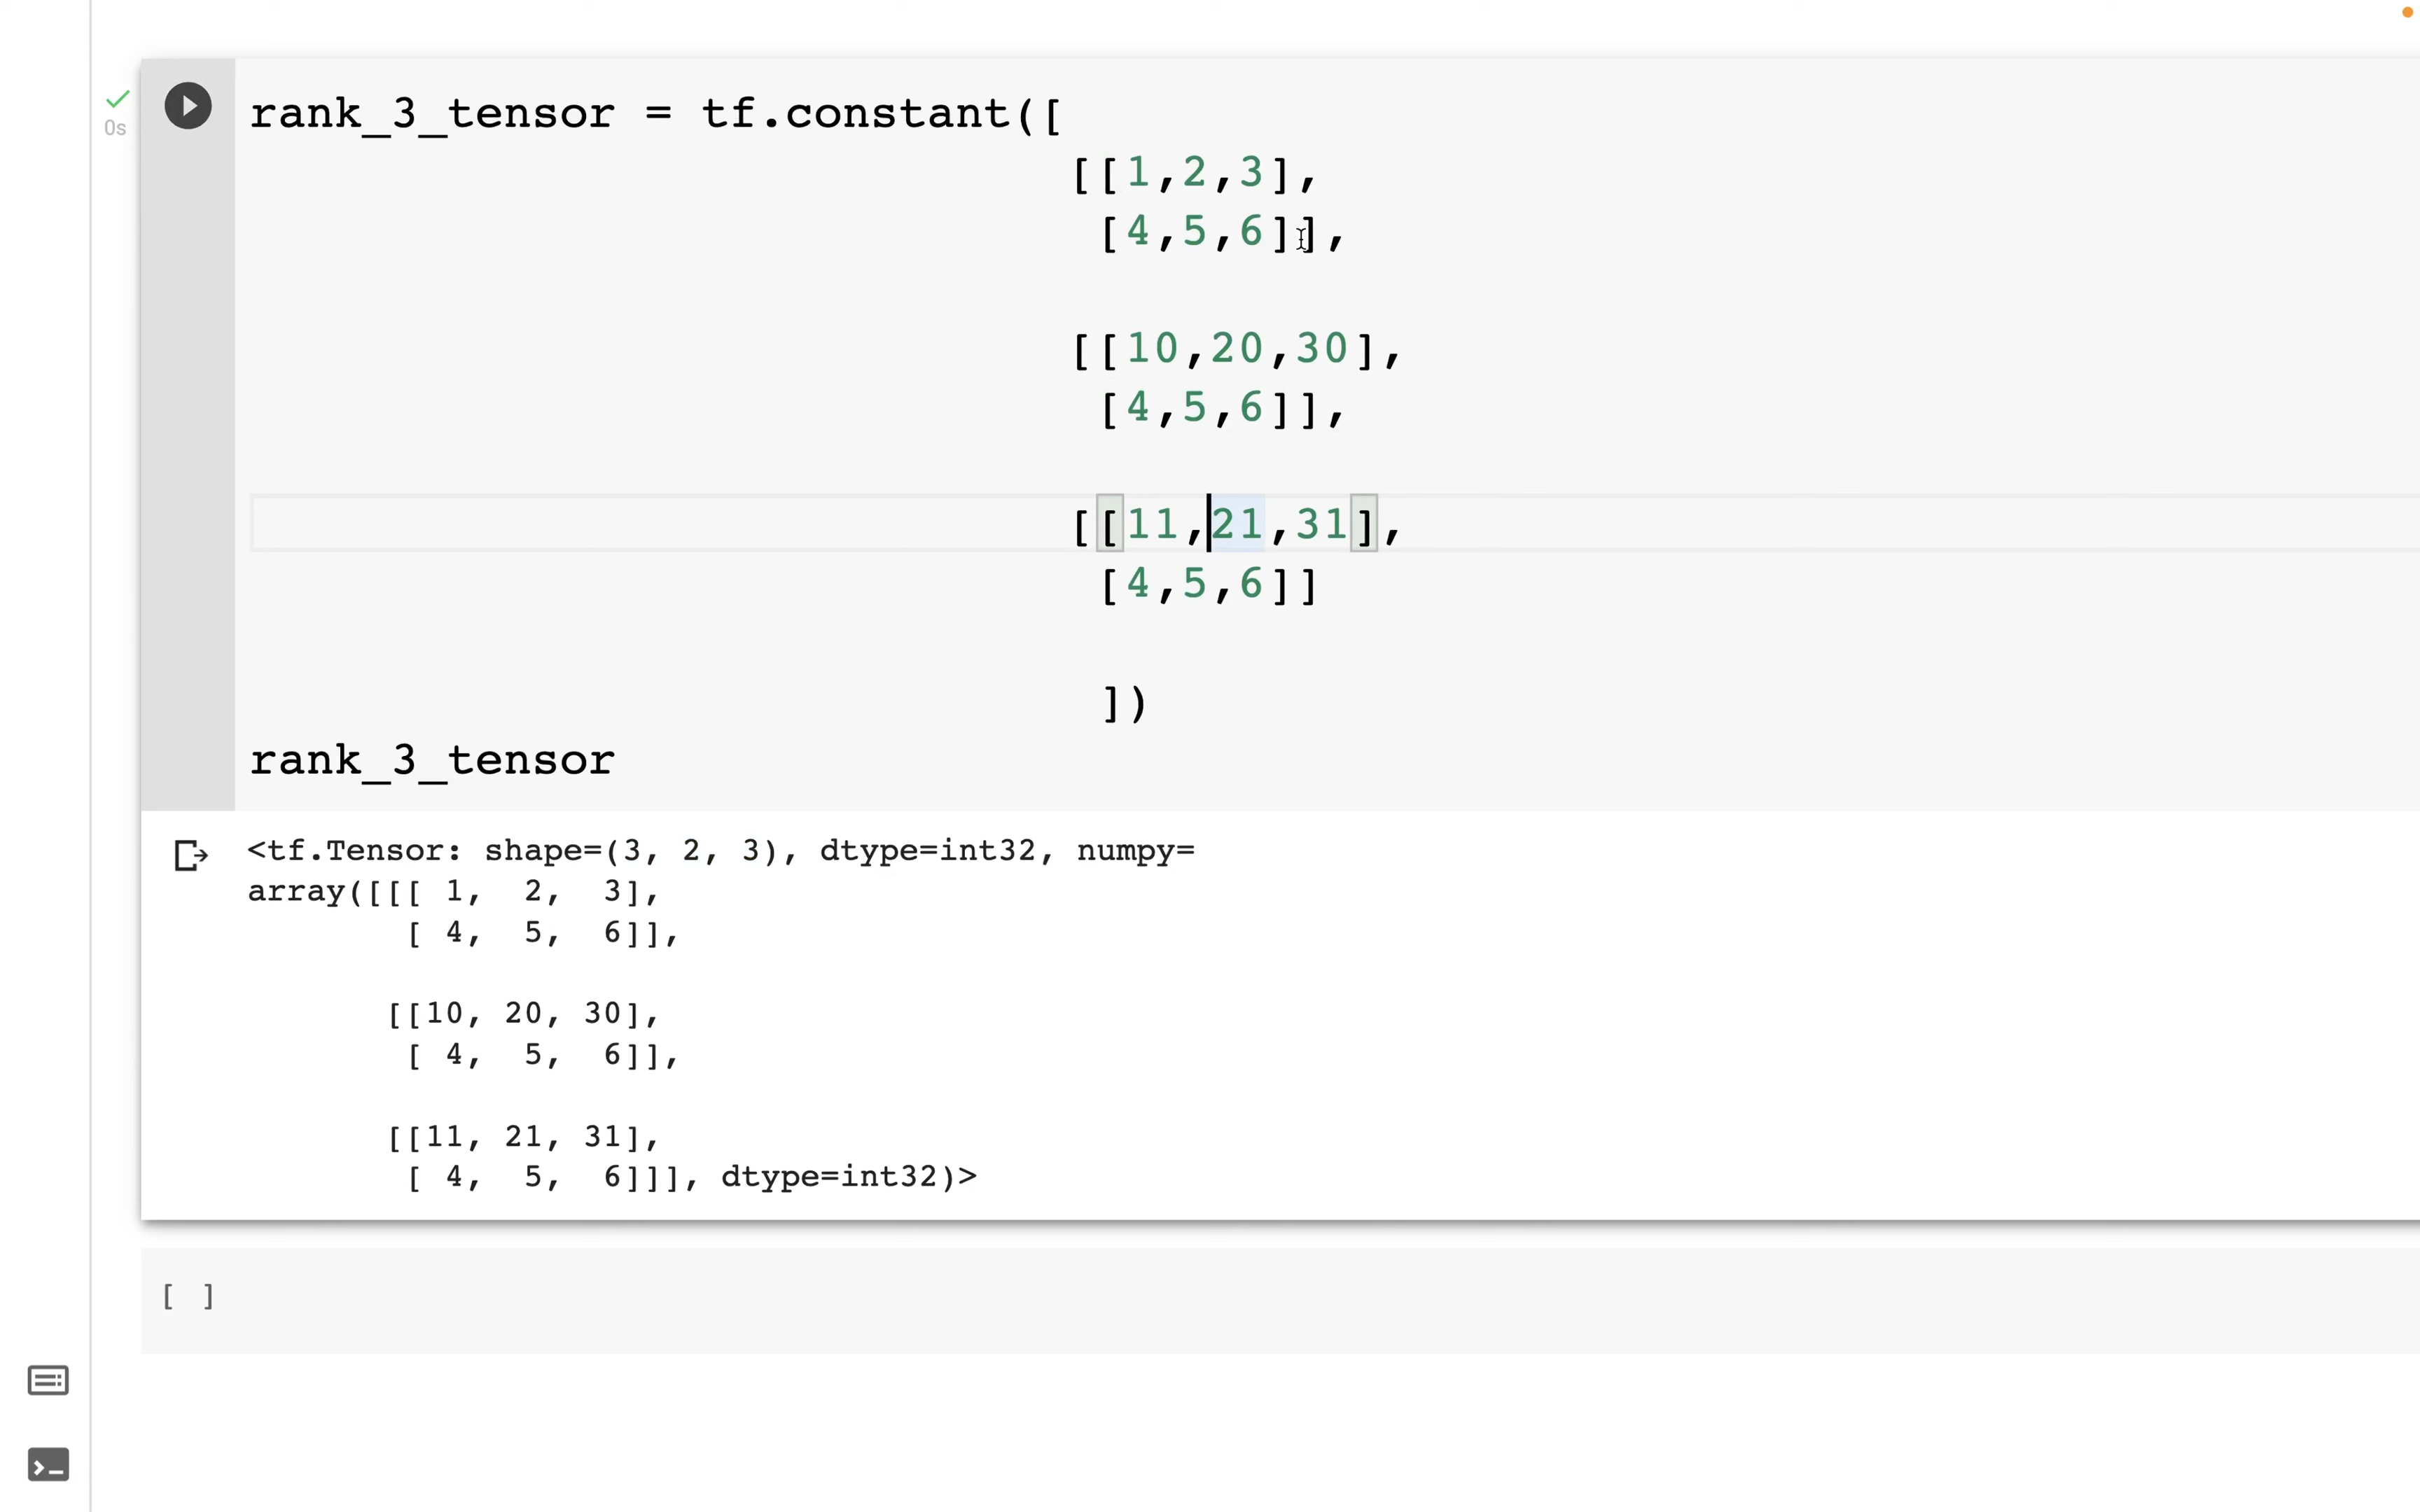 0s
rank_3_tensor = tf.constant([
[[1,2,3],
[4,5,6]],
[[10,20,30],
[4,5,6]],
[[11,21,31],
[4,5,6]]
])
rank_3_tensor
<tf.Tensor: shape=(3, 2, 3), dtype=int32, numpy=
array([[[ 1,  2,  3],
[ 4,  5,  6]],
[[10, 20, 30],
[ 4,  5,  6]],
[[11, 21, 31],
[ 4,  5,  6]]], dtype=int32)>
[ ]